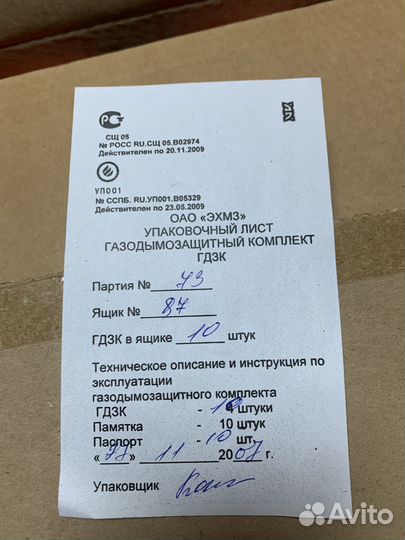 СЩ 05
№ РОСС RU.СЩ 05.В02974
Действителен по 20.11.2009
УП001
№ ССПБ. RU.УП001.В05329
Действителен по 23.05.2009
ОАО «ЭХМЗ»
УПАКОВОЧНЫЙ ЛИСТ
ГАЗОДЫМОЗАЩИТНЫЙ КОМПЛЕКТ
ГДЗК
Партия № 73
Ящик № 87
ГДЗК в ящике 10 штук
Техническое описание и инструкция по
эксплуатации
газодымозащитного комплекта
ГДЗК - 10 штуки
Памятка - 10 штук
Паспорт - 10 шт.
11 2007 г.
Упаковщик
Avito